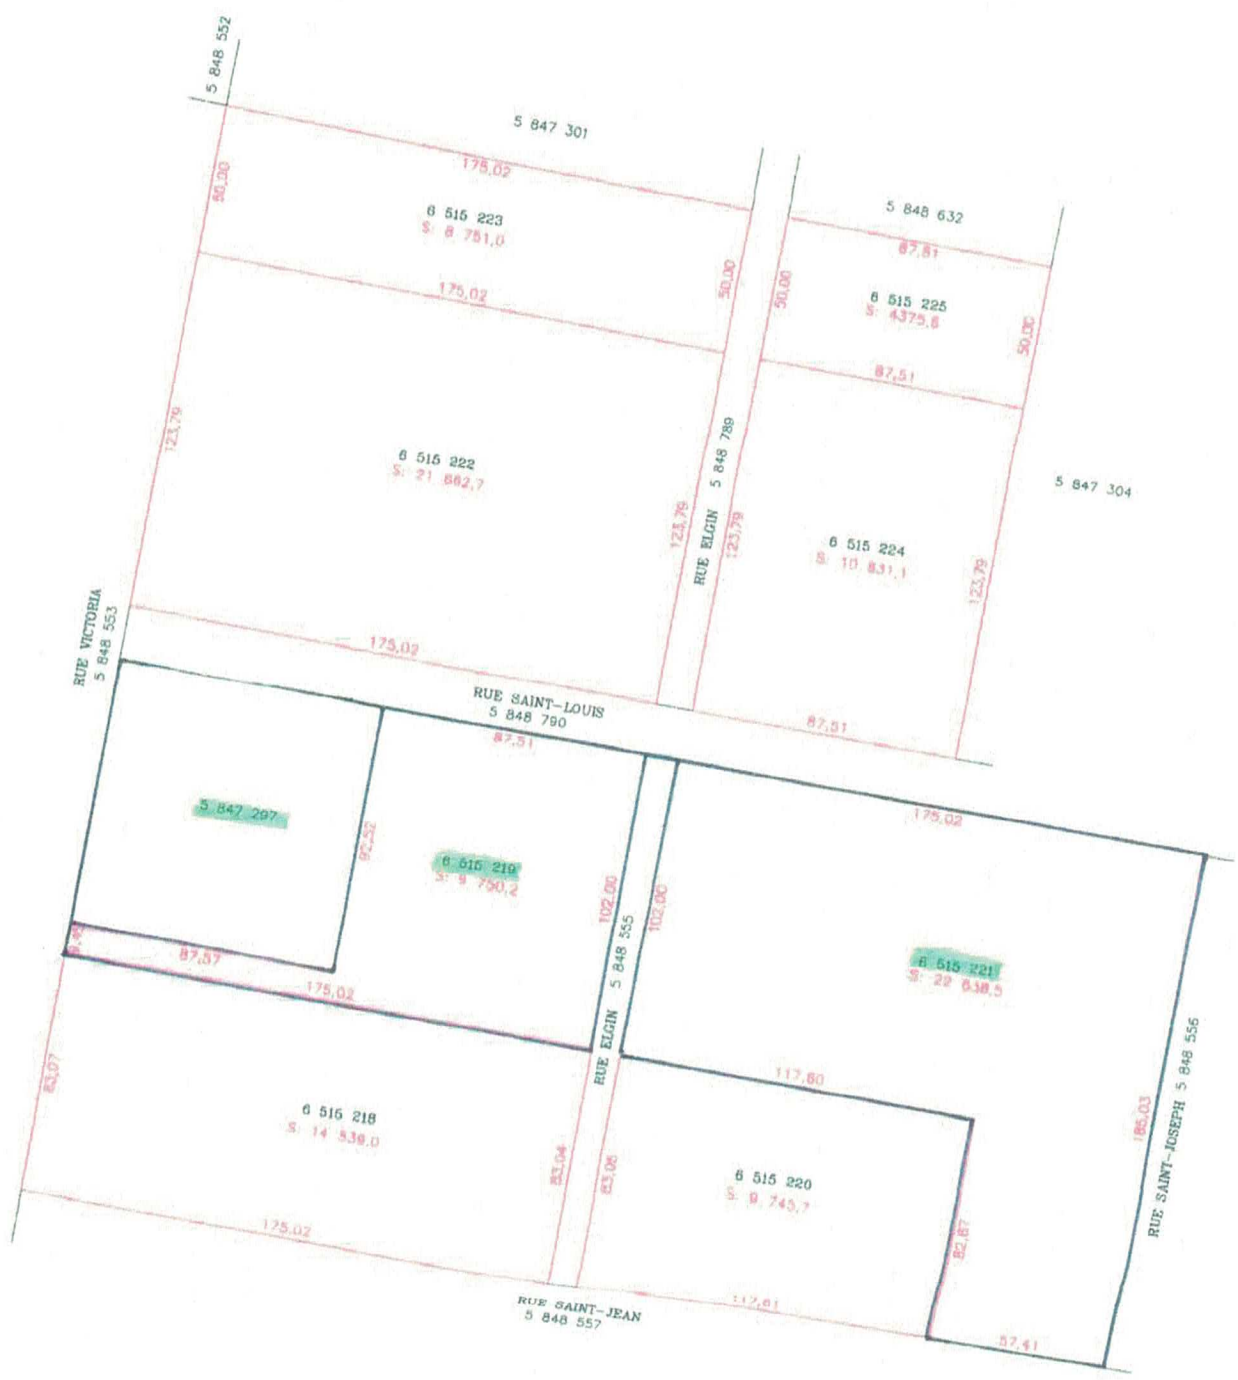 5 848 552
5 847 301
175,02
50,00
6 515 223
S: 8 751,0
5 848 632
87,51
50,00
50,00
6 515 225
S: 4375,6
50,00
175,02
87,51
123,79
6 515 222
S: 21 662,7
5 847 304
RUE ELGIN 5 848 789
123,79
123,79
6 515 224
S: 10 831,1
123,79
RUE VICTORIA
5 848 553
175,02
RUE SAINT-LOUIS
5 848 790
87,51
87,51
5 847 297
92,52
6 515 219
S: 9 750,2
175,02
102,00
102,00
RUE ELGIN 5 848 555
6 515 221
S: 22 638,5
87,57
175,02
117,60
83,07
6 515 218
S: 14 539,0
83,04
83,06
6 515 220
S: 9 745,7
82,67
185,03
RUE SAINT-JOSEPH 5 848 556
175,02
RUE SAINT-JEAN
5 848 557
117,61
57,41